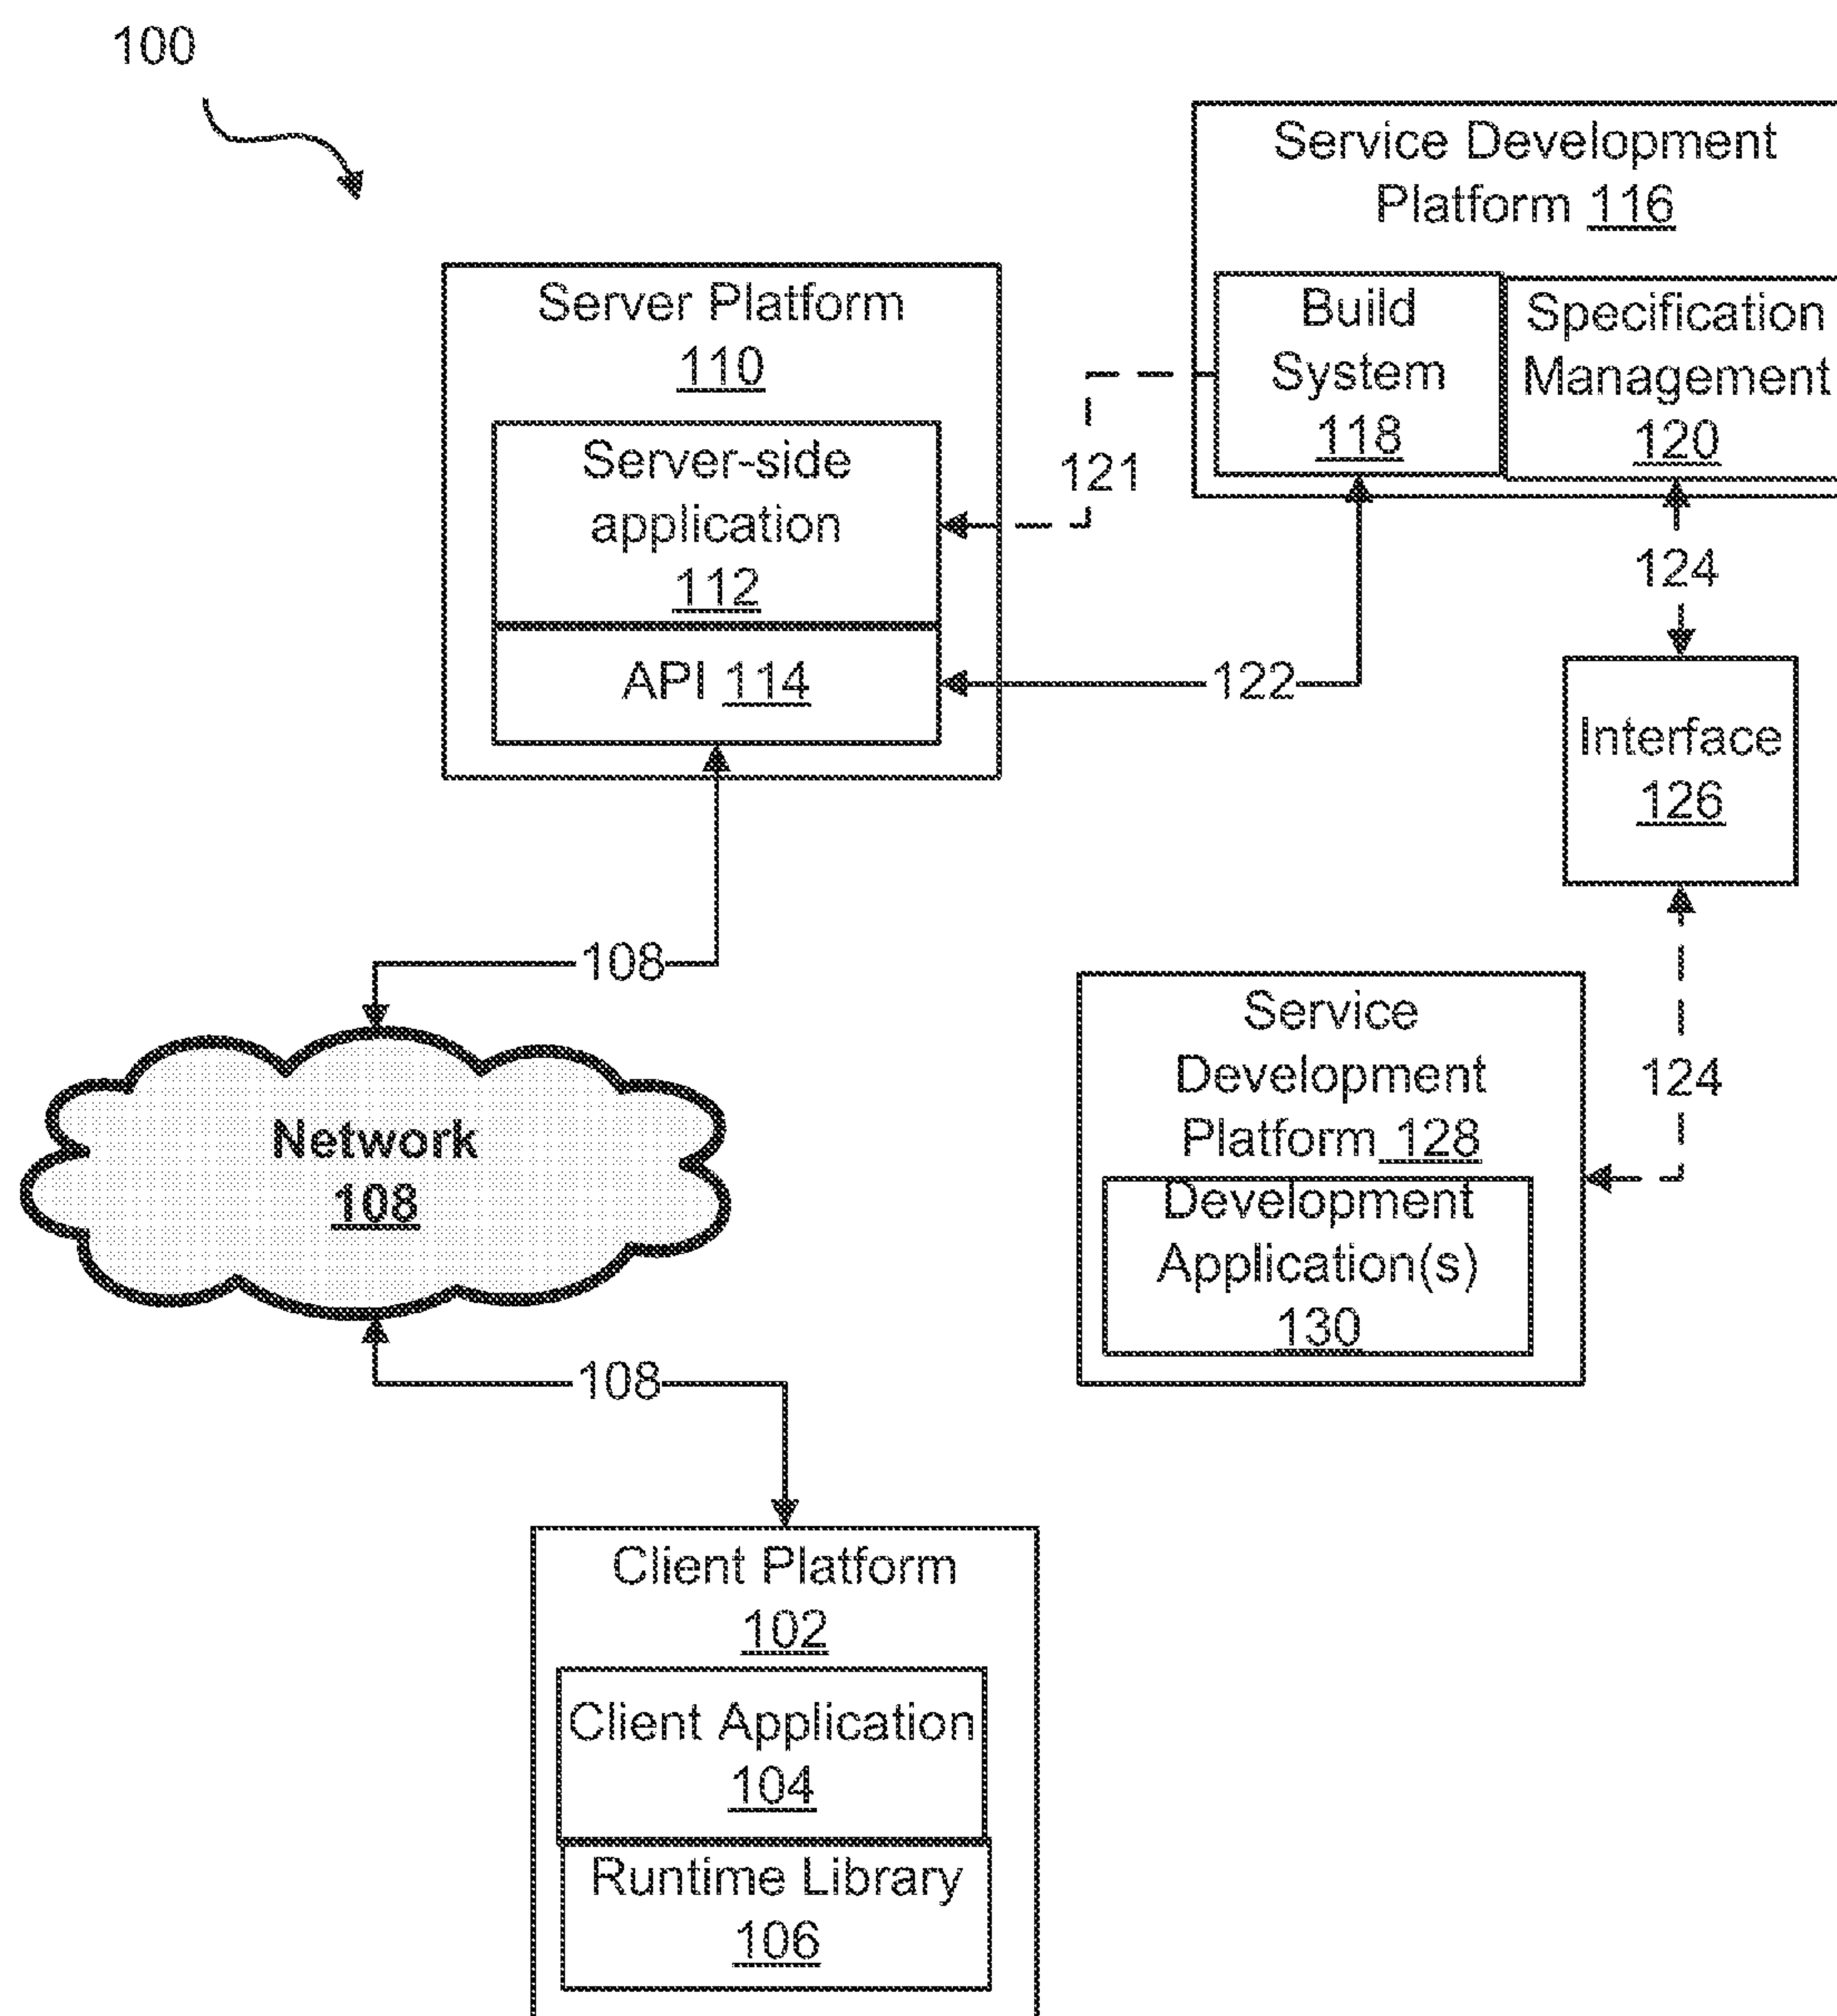 100
Service Development
Platform 116
Build
System
118
Specification
Management
120
Server Platform
110
Server-side
application
112
API 114
121
122
124
Interface
126
108
Service
Development
Platform 128
Development
Application(s)
130
124
Network
108
108
Client Platform
102
Client Application
104
Runtime Library
106